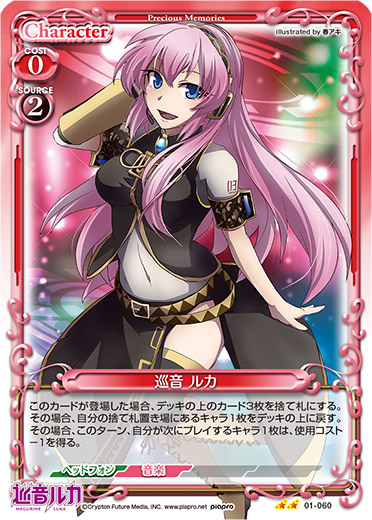 Precious Memories
Character
illustrated by 春アキ
COST
0
SOURCE
2
03
巡音 ルカ
このカードが登場した場合、デッキの上のカード3枚を捨て札にする。
その場合、自分の捨て札置き場にあるキャラ1枚をデッキの上に戻す。
その場合、このターン、自分が次にプレイするキャラ1枚は、使用コスト
－1を得る。
ヘッドフォン
音楽
巡音ルカ
MEGURINE LUKA
©Crypton Future Media, INC. www.piapro.net piapro
01-060